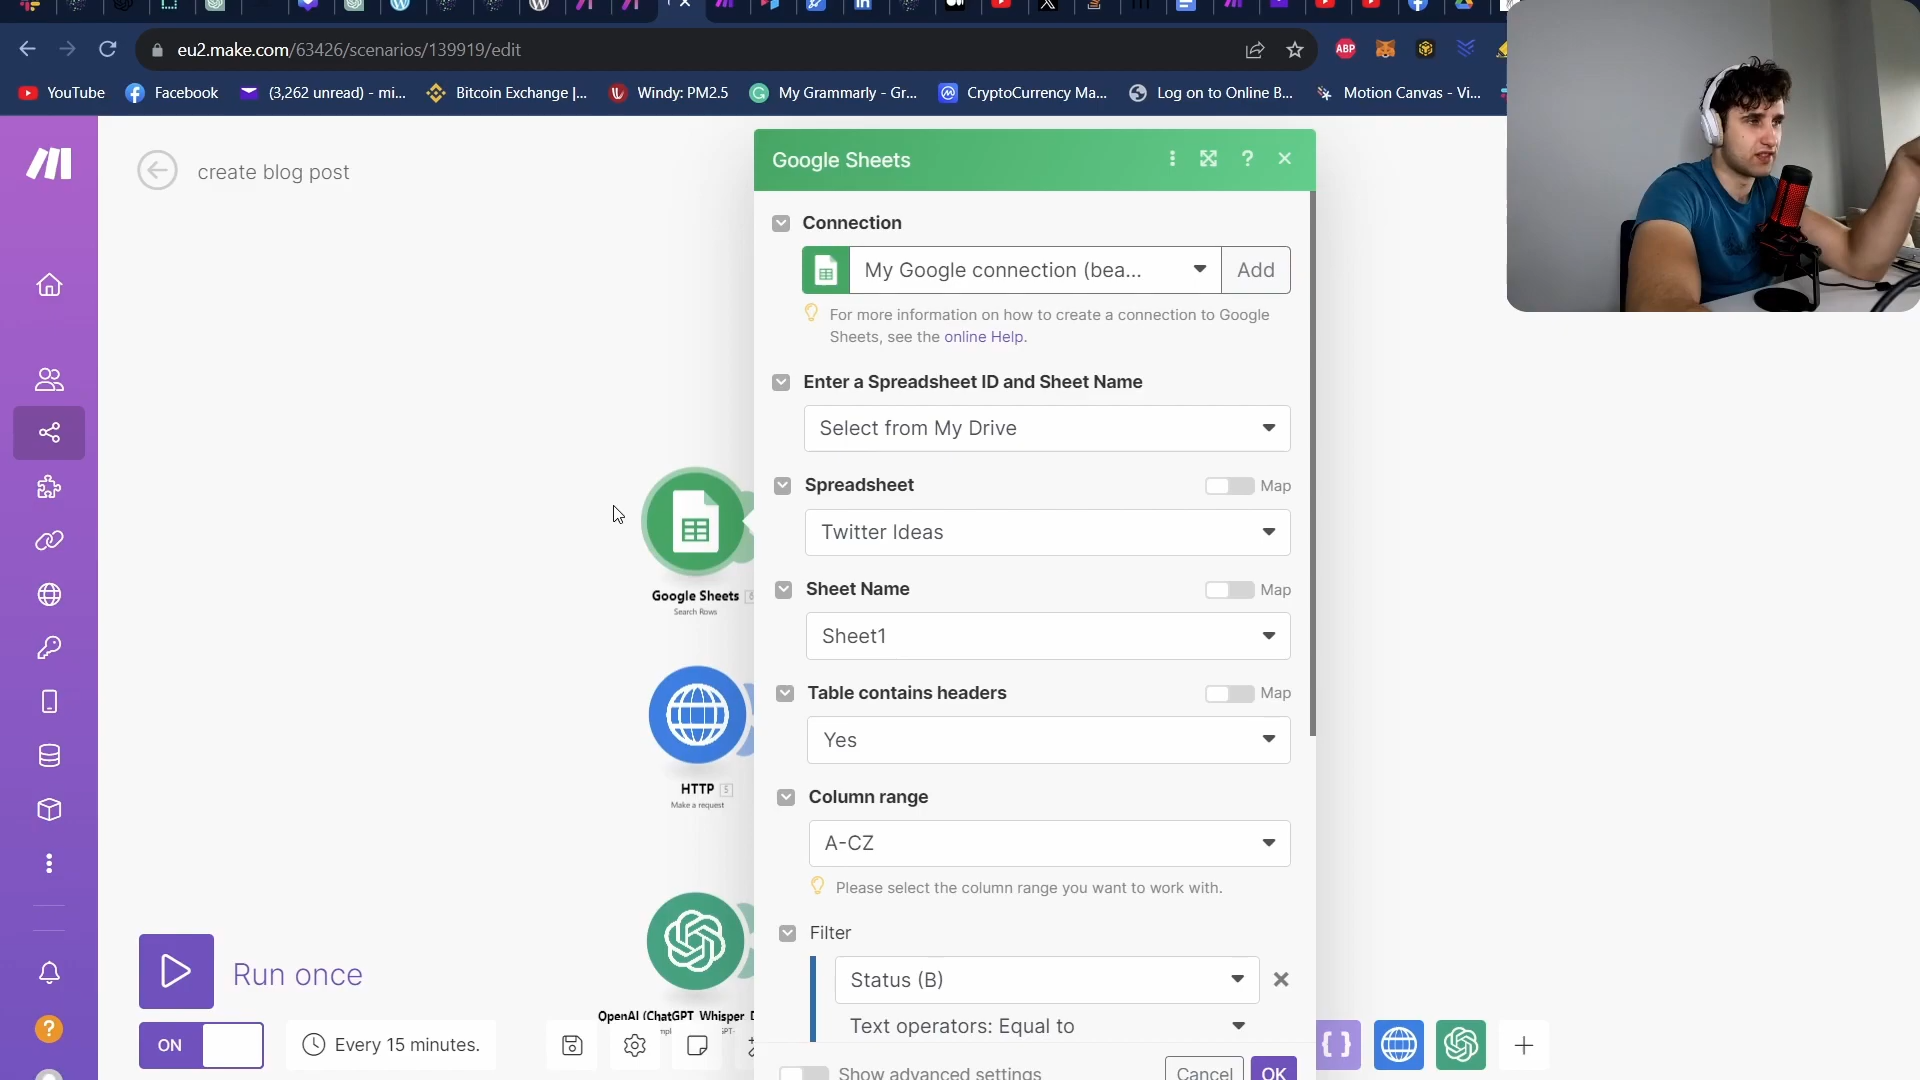 eu2.make.com/63426/scenarios/139919/edit
ABP
YouTube
Facebook
(3,262 unread) - mi...
Bitcoin Exchange |...
Windy: PM2.5
My Grammarly - Gr...
CryptoCurrency Ma...
Log on to Online B...
Motion Canvas - Vi...
create blog post
Google Sheets
Connection
My Google connection (bea...
Add
For more information on how to create a connection to Google
Sheets, see the online Help.
Enter a Spreadsheet ID and Sheet Name
Select from My Drive
Spreadsheet
Map
Twitter Ideas
Sheet Name
Map
Sheet1
Table contains headers
Map
Yes
Column range
A-CZ
Please select the column range you want to work with.
Filter
Status (B)
Text operators: Equal to
Show advanced settings
Cancel
OK
Google Sheets
Search Rows
HTTP 5
Make a request
OpenAI (ChatGPT, Whisper, D
Run once
ON
Every 15 minutes.